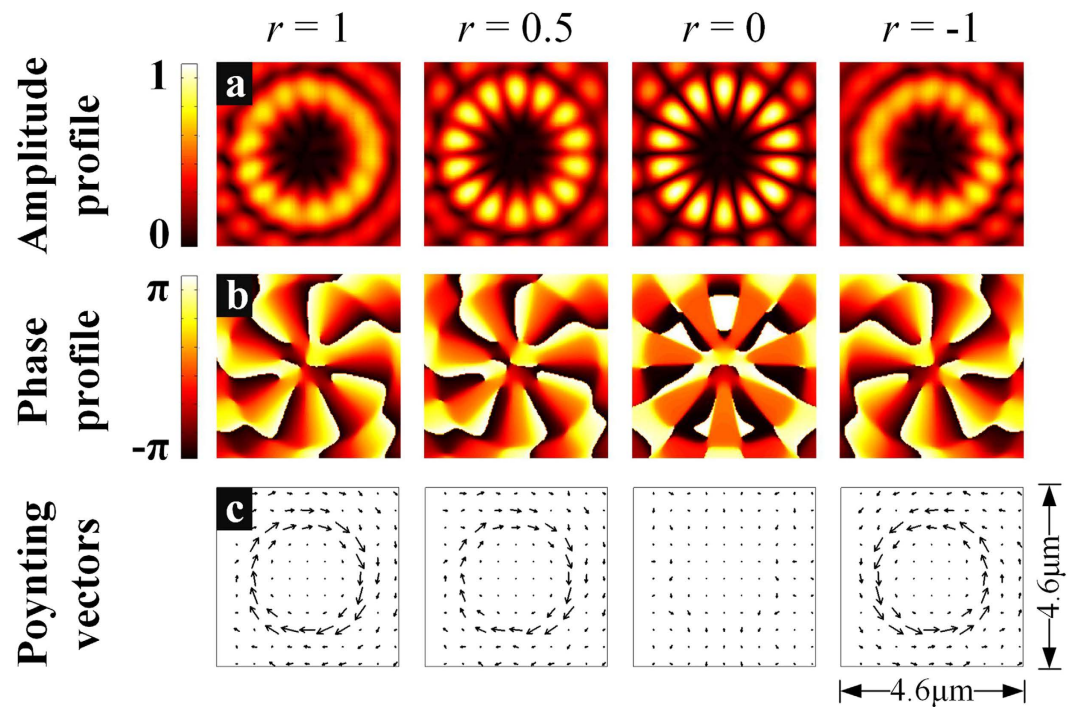 r = 1 r = 0.5 r = 0 r = -1
Amplitude
profile
1
0
a
Phase
profile
π
-π
b
Poynting
vectors
c
4.6μm
4.6μm